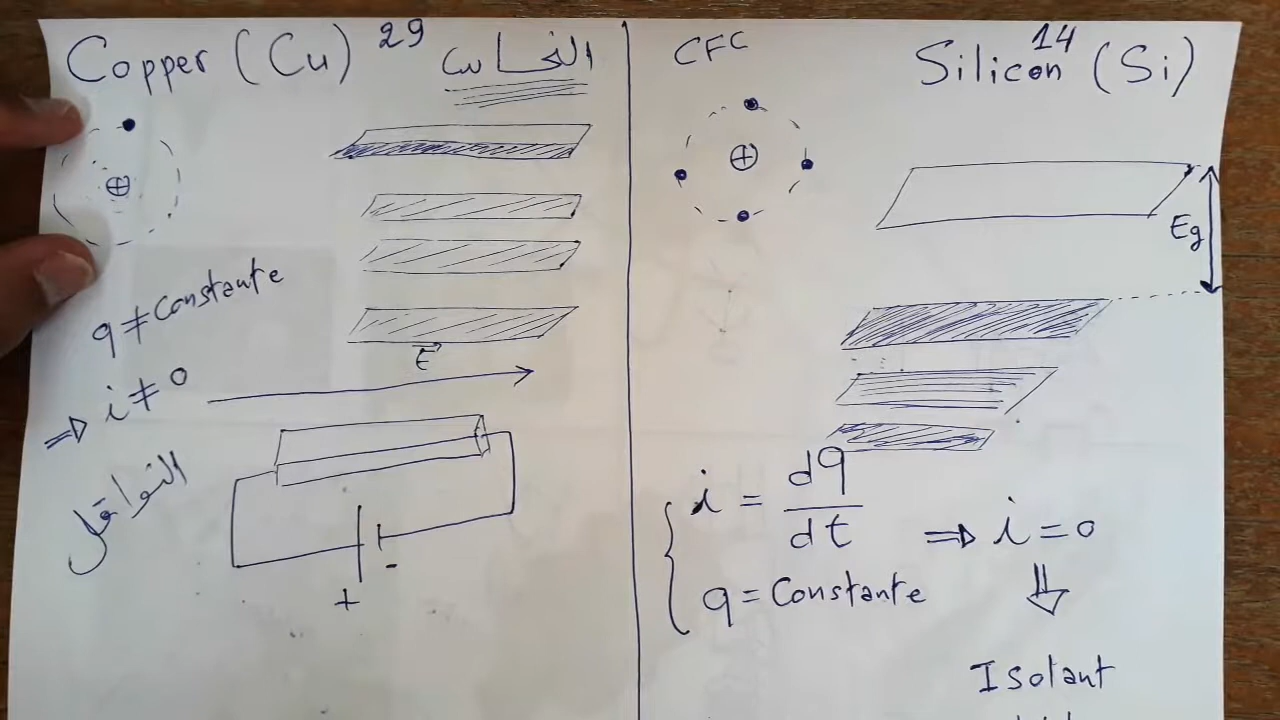 Copper (Cu) 29
النحاس
q ≠ Constante
⇒ i ≠ 0
E
النواقل
+
-
CFC
Silicon 14 (Si)
Eg
i = dq/dt
q = Constante
⇒ i = 0
⇓
Isolant